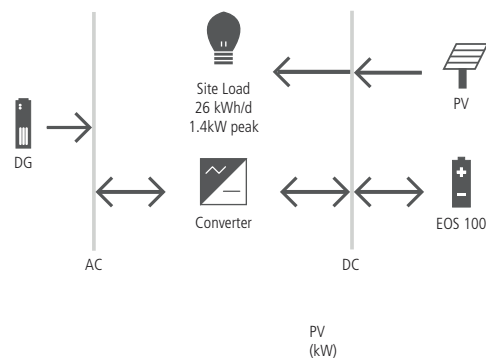 Site Load
26 kWh/d
1.4kW peak
PV
DG
Converter
EOS 100
AC
DC
PV
(kW)